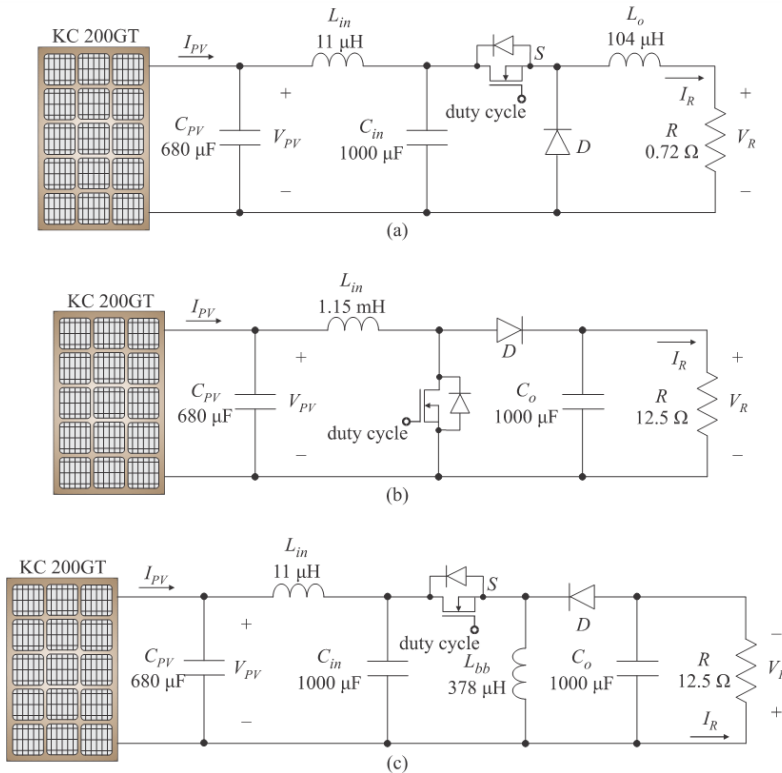 KC 200GT
I_PV
L_in
11 μH
S
L_o
104 μH
duty cycle
I_R
+
+
C_PV
680 μF
V_PV
C_in
1000 μF
D
R
0.72 Ω
V_R
−
−
(a)
KC 200GT
I_PV
L_in
1.15 mH
D
I_R
+
+
C_PV
680 μF
V_PV
duty cycle
C_o
1000 μF
R
12.5 Ω
V_R
−
−
(b)
KC 200GT
I_PV
L_in
11 μH
S
D
duty cycle
+
−
C_PV
680 μF
V_PV
C_in
1000 μF
L_bb
378 μH
C_o
1000 μF
R
12.5 Ω
−
+
I_R
(c)